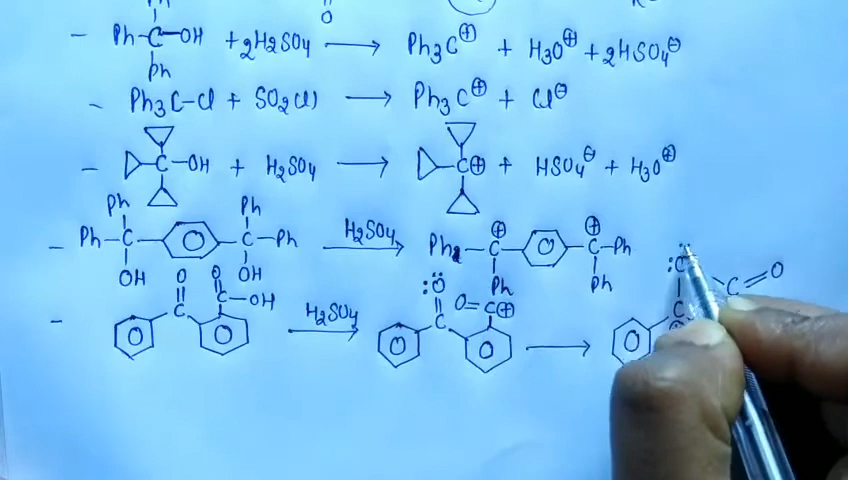 O
Ph
- Ph-C-OH + 2H2SO4 → Ph3C⊕ + H3O⊕ + 2HSO4⊖
Ph
- Ph3C-Cl + SO2(l) → Ph3C⊕ + Cl⊖
- C-OH + H2SO4 → C⊕ + HSO4⊖ + H3O⊕
Ph Ph
- Ph-C C-Ph H2SO4 → Ph2-C⊕ C⊕-Ph
OH OH Ph Ph
- O=C O=C-OH H2SO4 → :Ö=C O=C⊕ → :O-C C=O